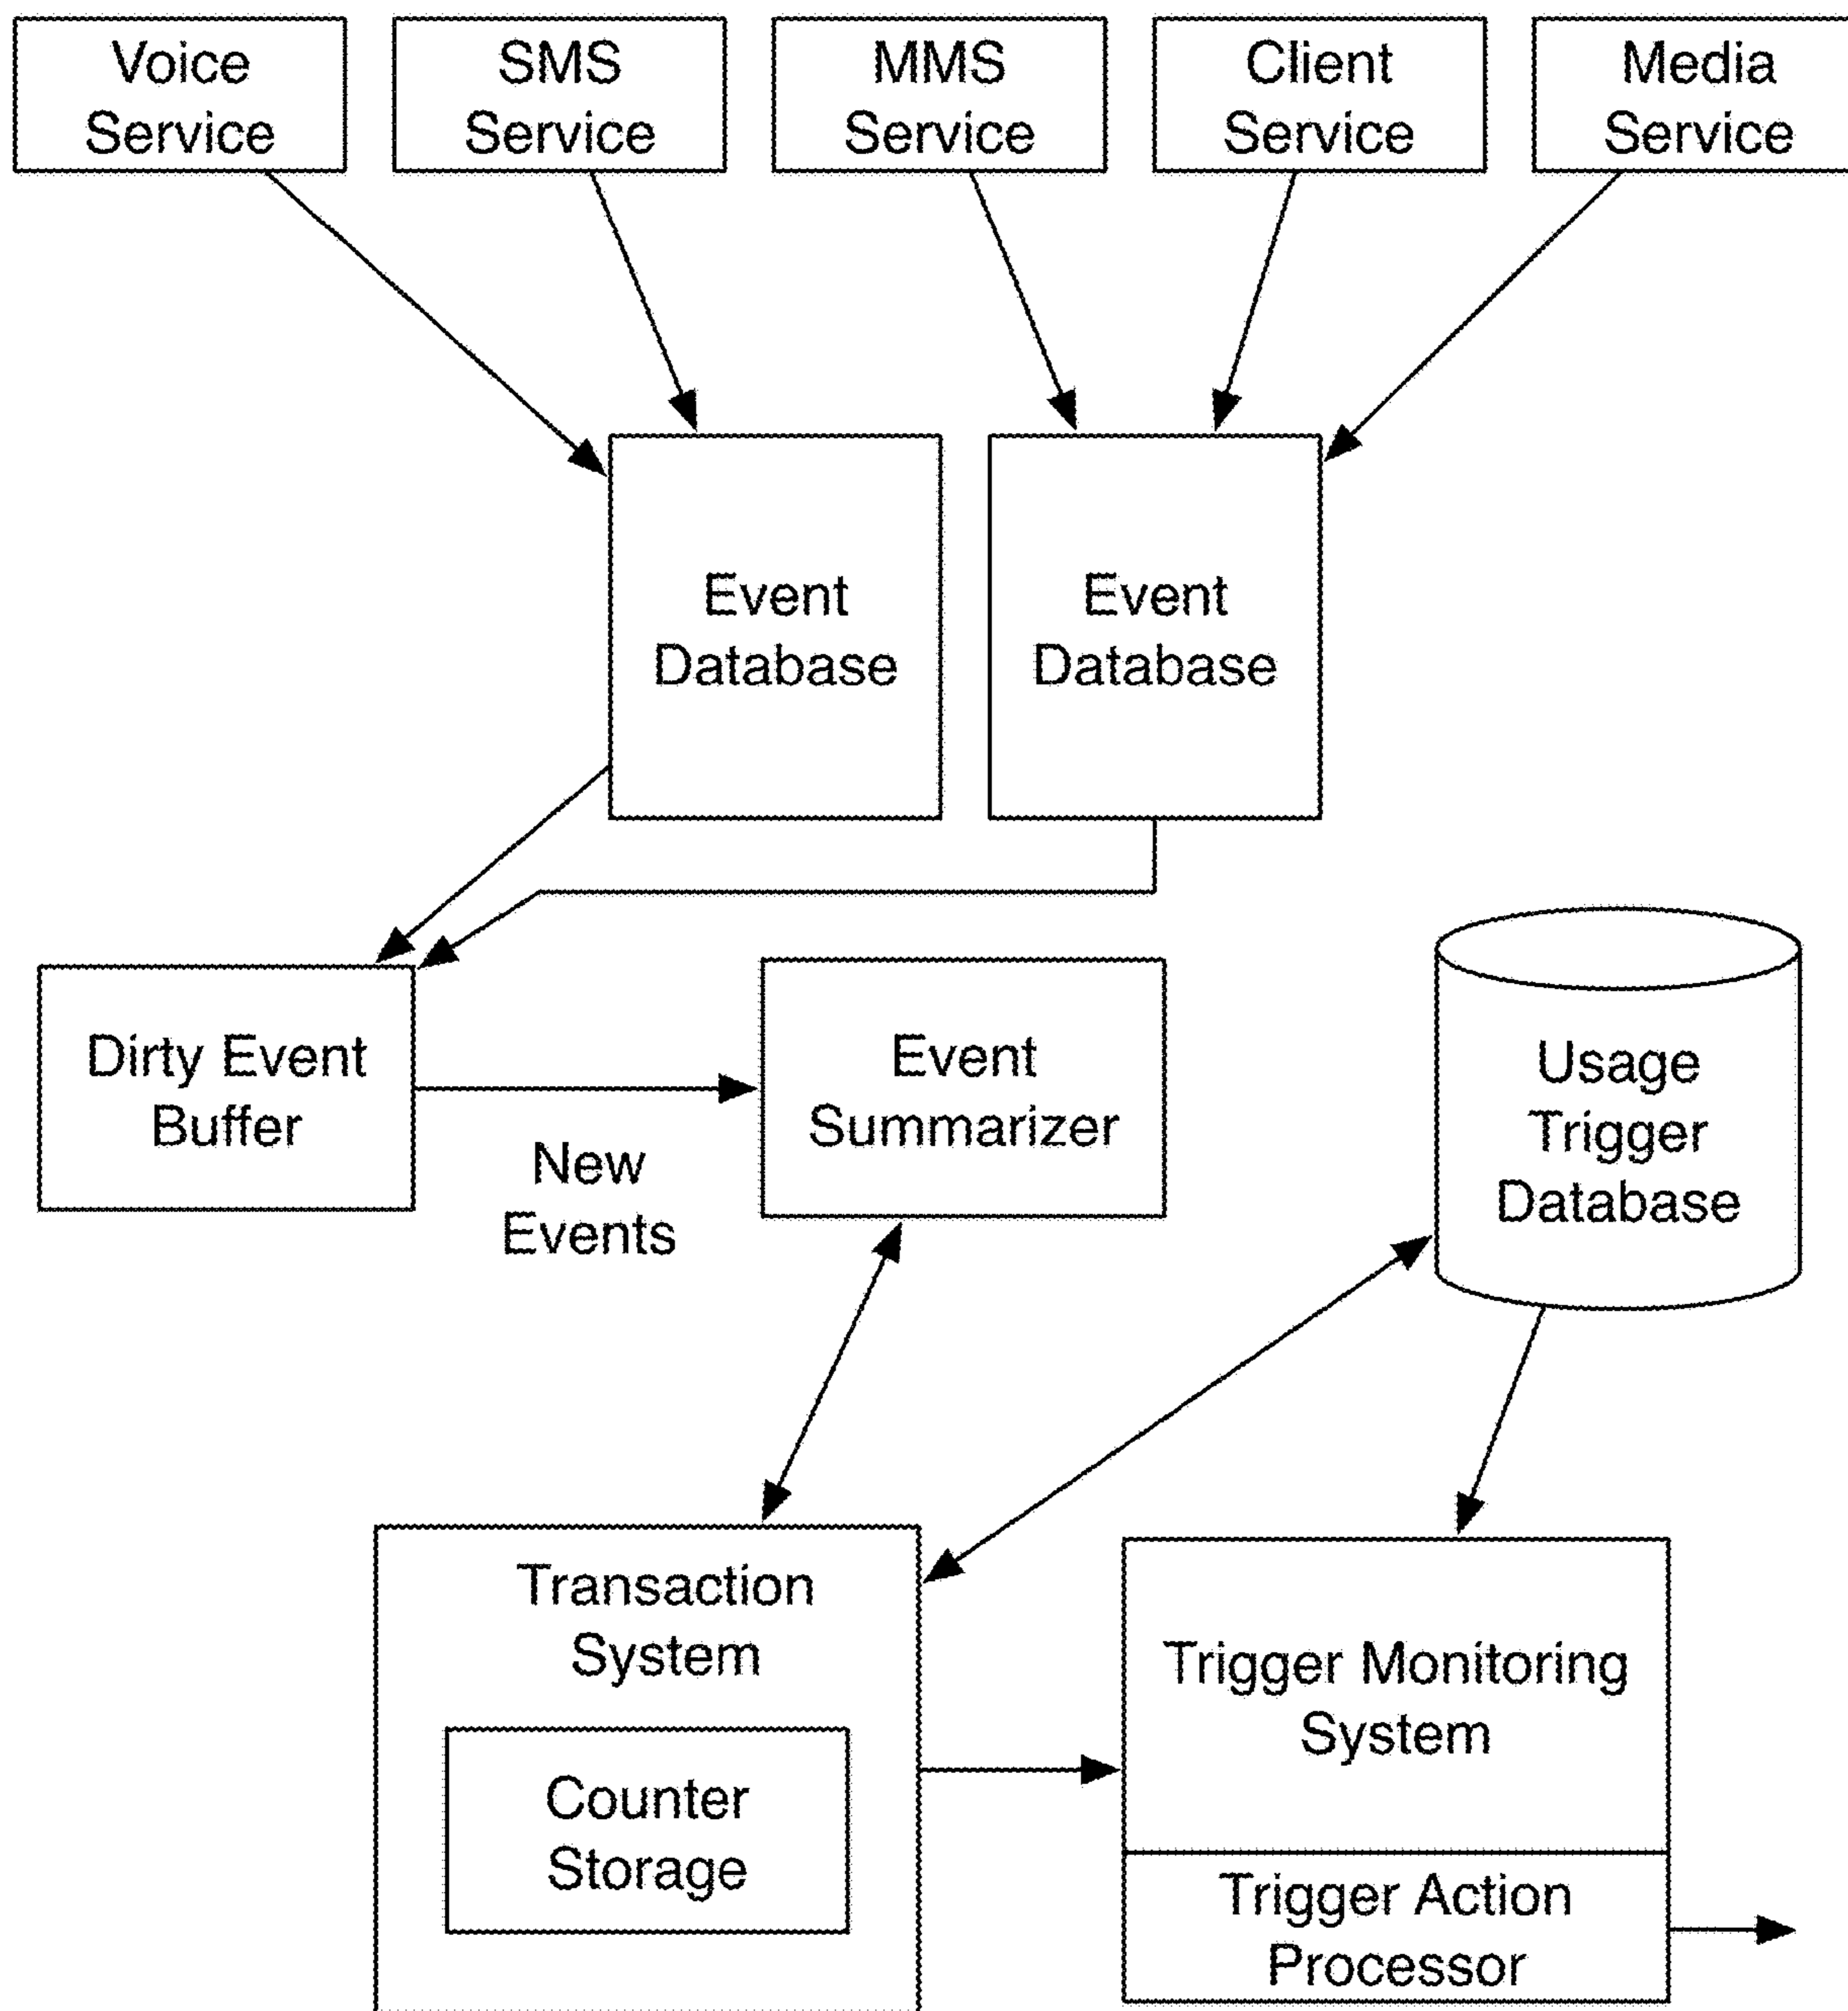 Voice
Service
SMS
Service
MMS
Service
Client
Service
Media
Service
Event
Database
Event
Database
Dirty Event
Buffer
New
Events
Event
Summarizer
Usage
Trigger
Database
Transaction
System
Counter
Storage
Trigger Monitoring
System
Trigger Action
Processor